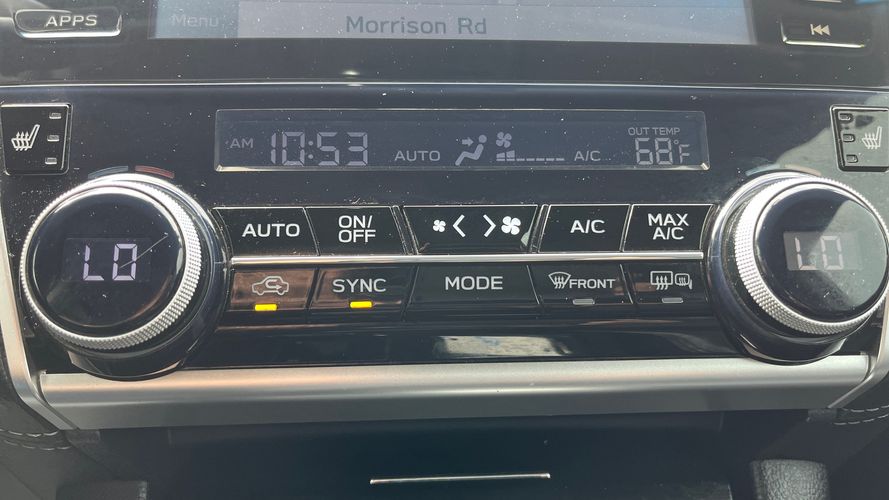 APPS
Menu
Morrison Rd
AM 10:53 AUTO A/C OUT TEMP 68°F
AUTO ON/OFF A/C MAX A/C
LO LO
SYNC MODE FRONT